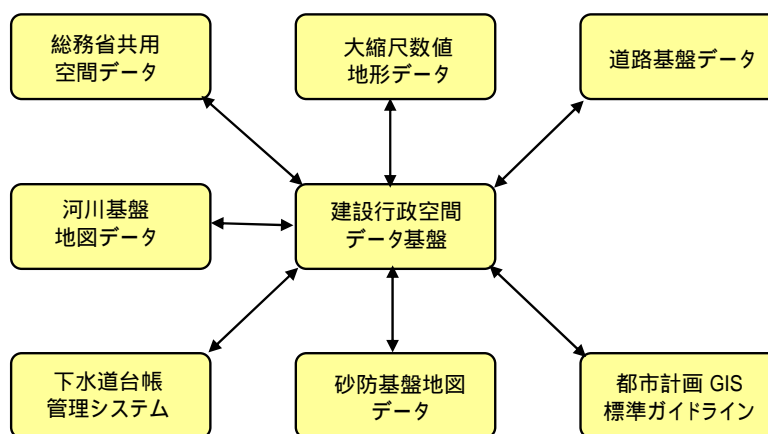 総務省共用
空間データ
大縮尺数値
地形データ
道路基盤データ
河川基盤
地図データ
建設行政空間
データ基盤
下水道台帳
管理システム
砂防基盤地図
データ
都市計画 GIS
標準ガイドライン